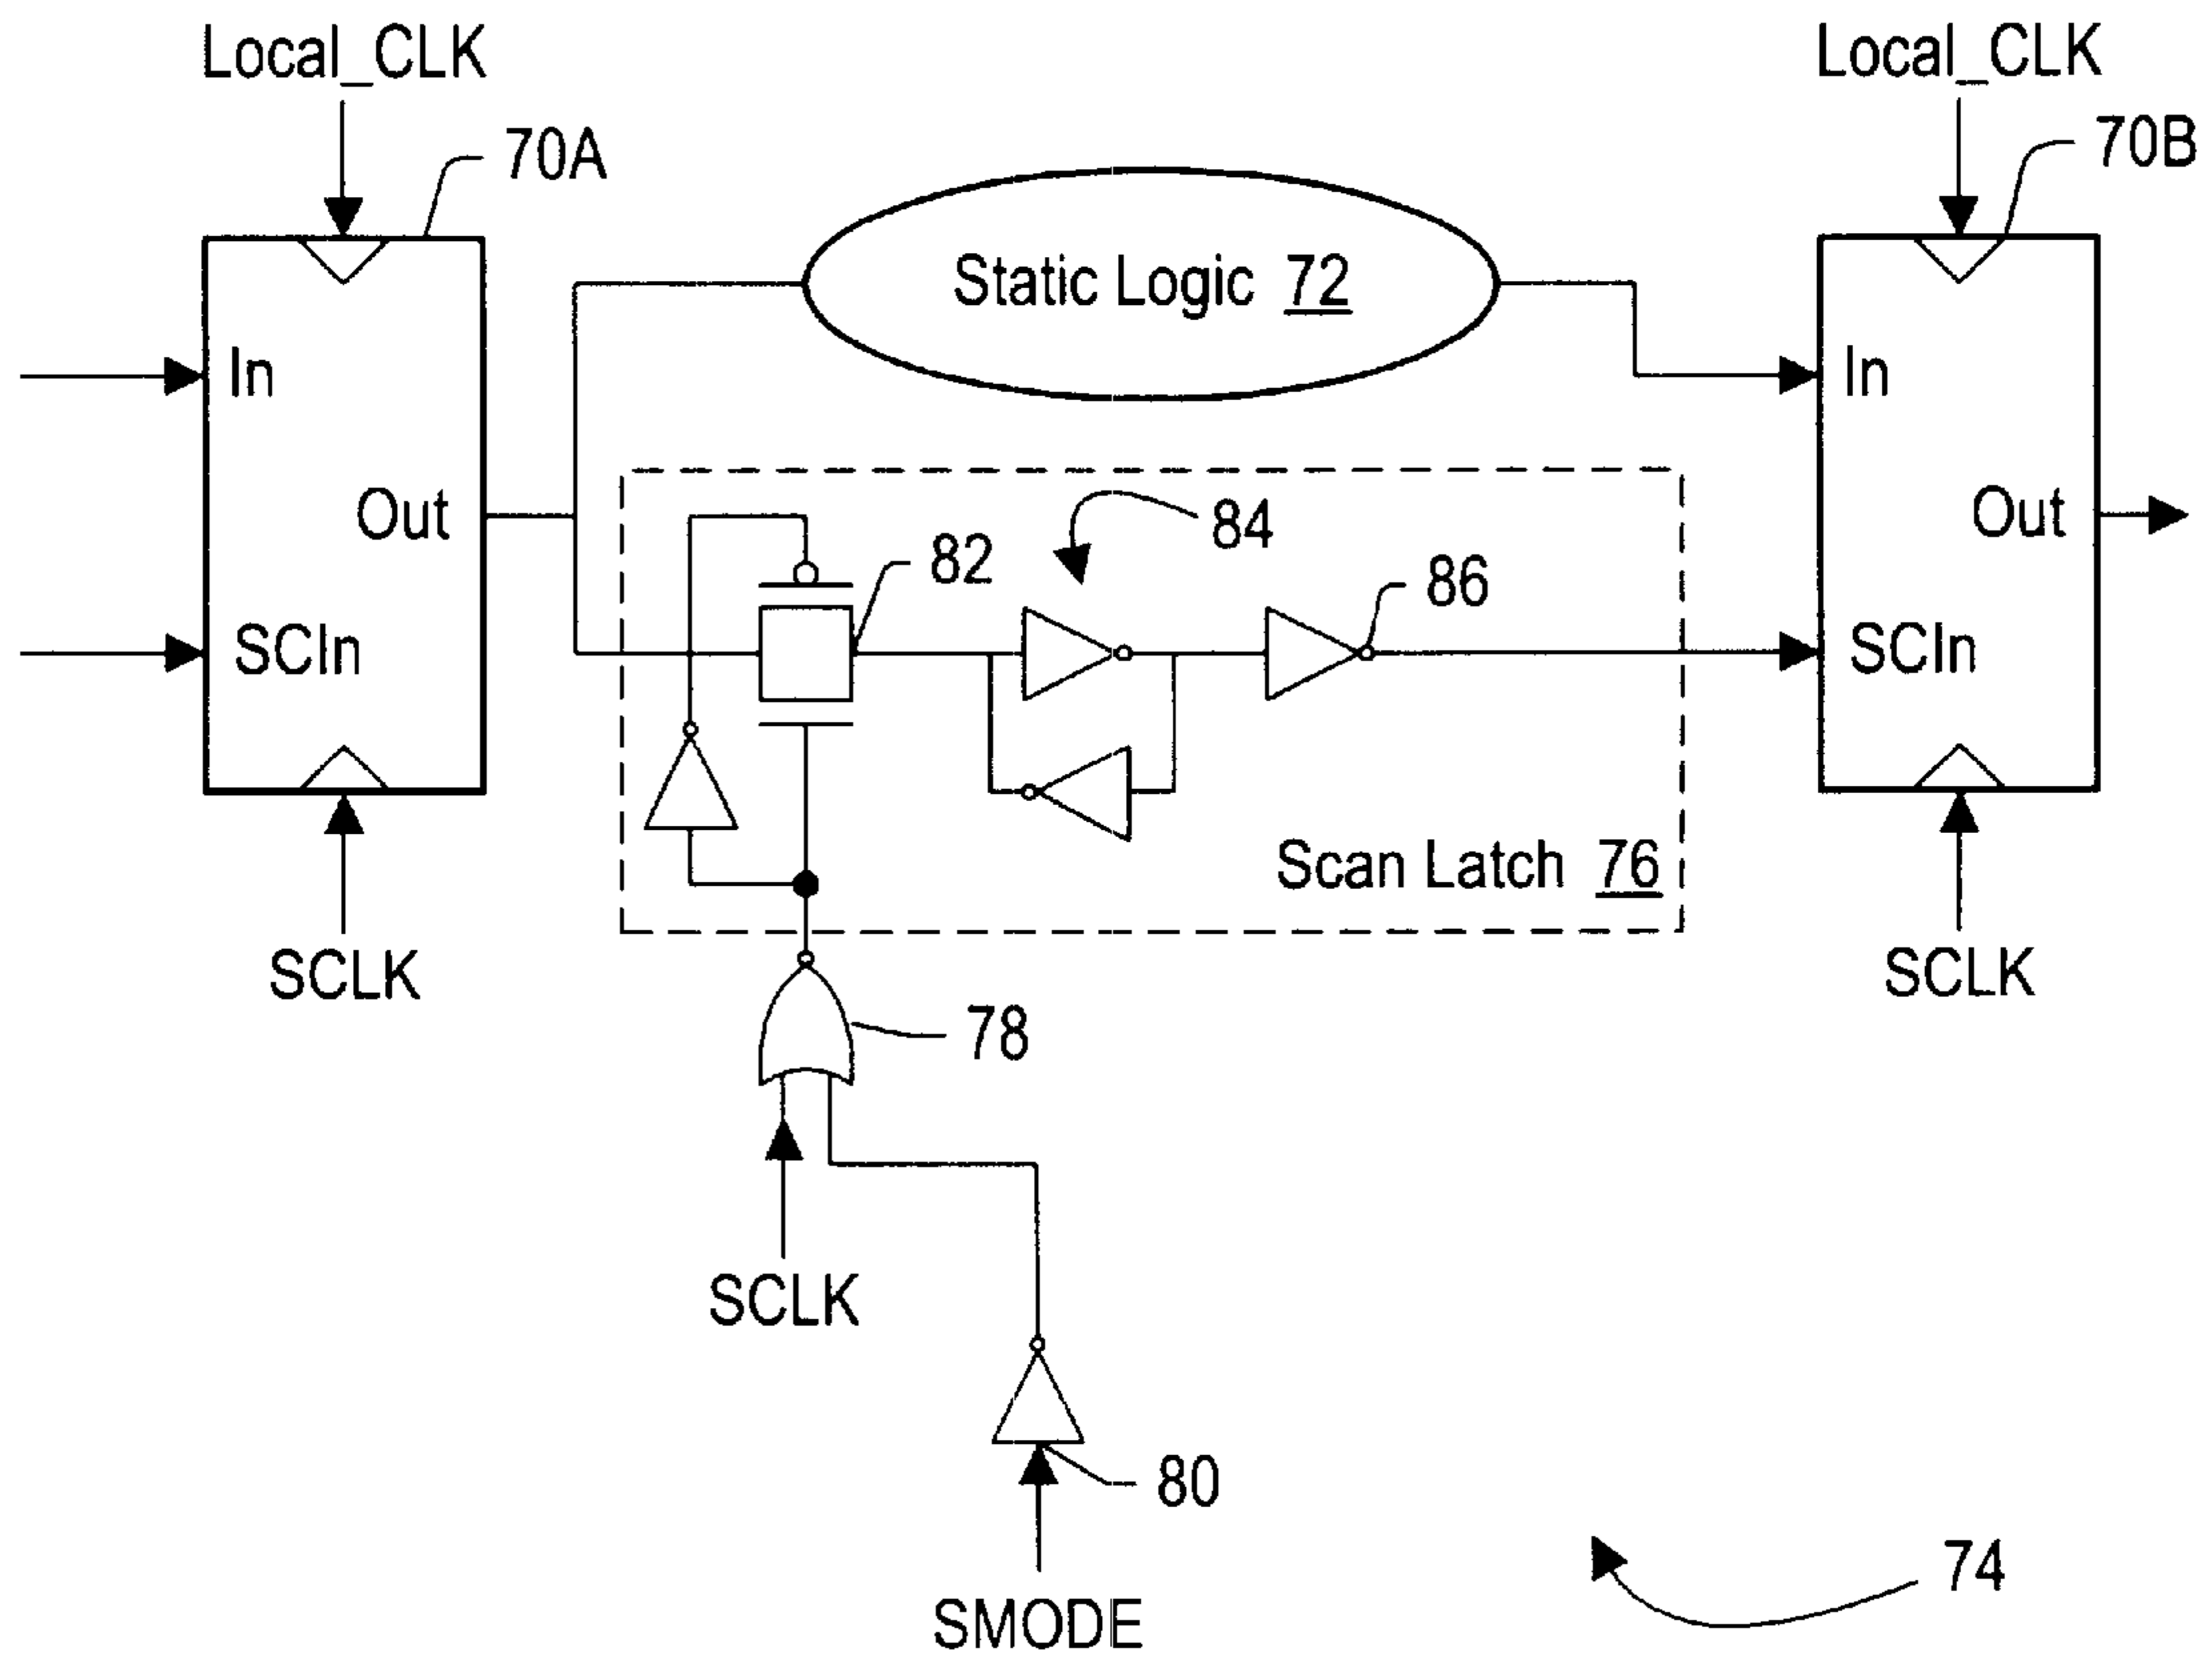 Local_CLK
Local_CLK
70A
70B
Static Logic 72
In
In
Out
84
Out
82
86
SCIn
SCIn
Scan Latch 76
SCLK
SCLK
78
SCLK
80
74
SMODE